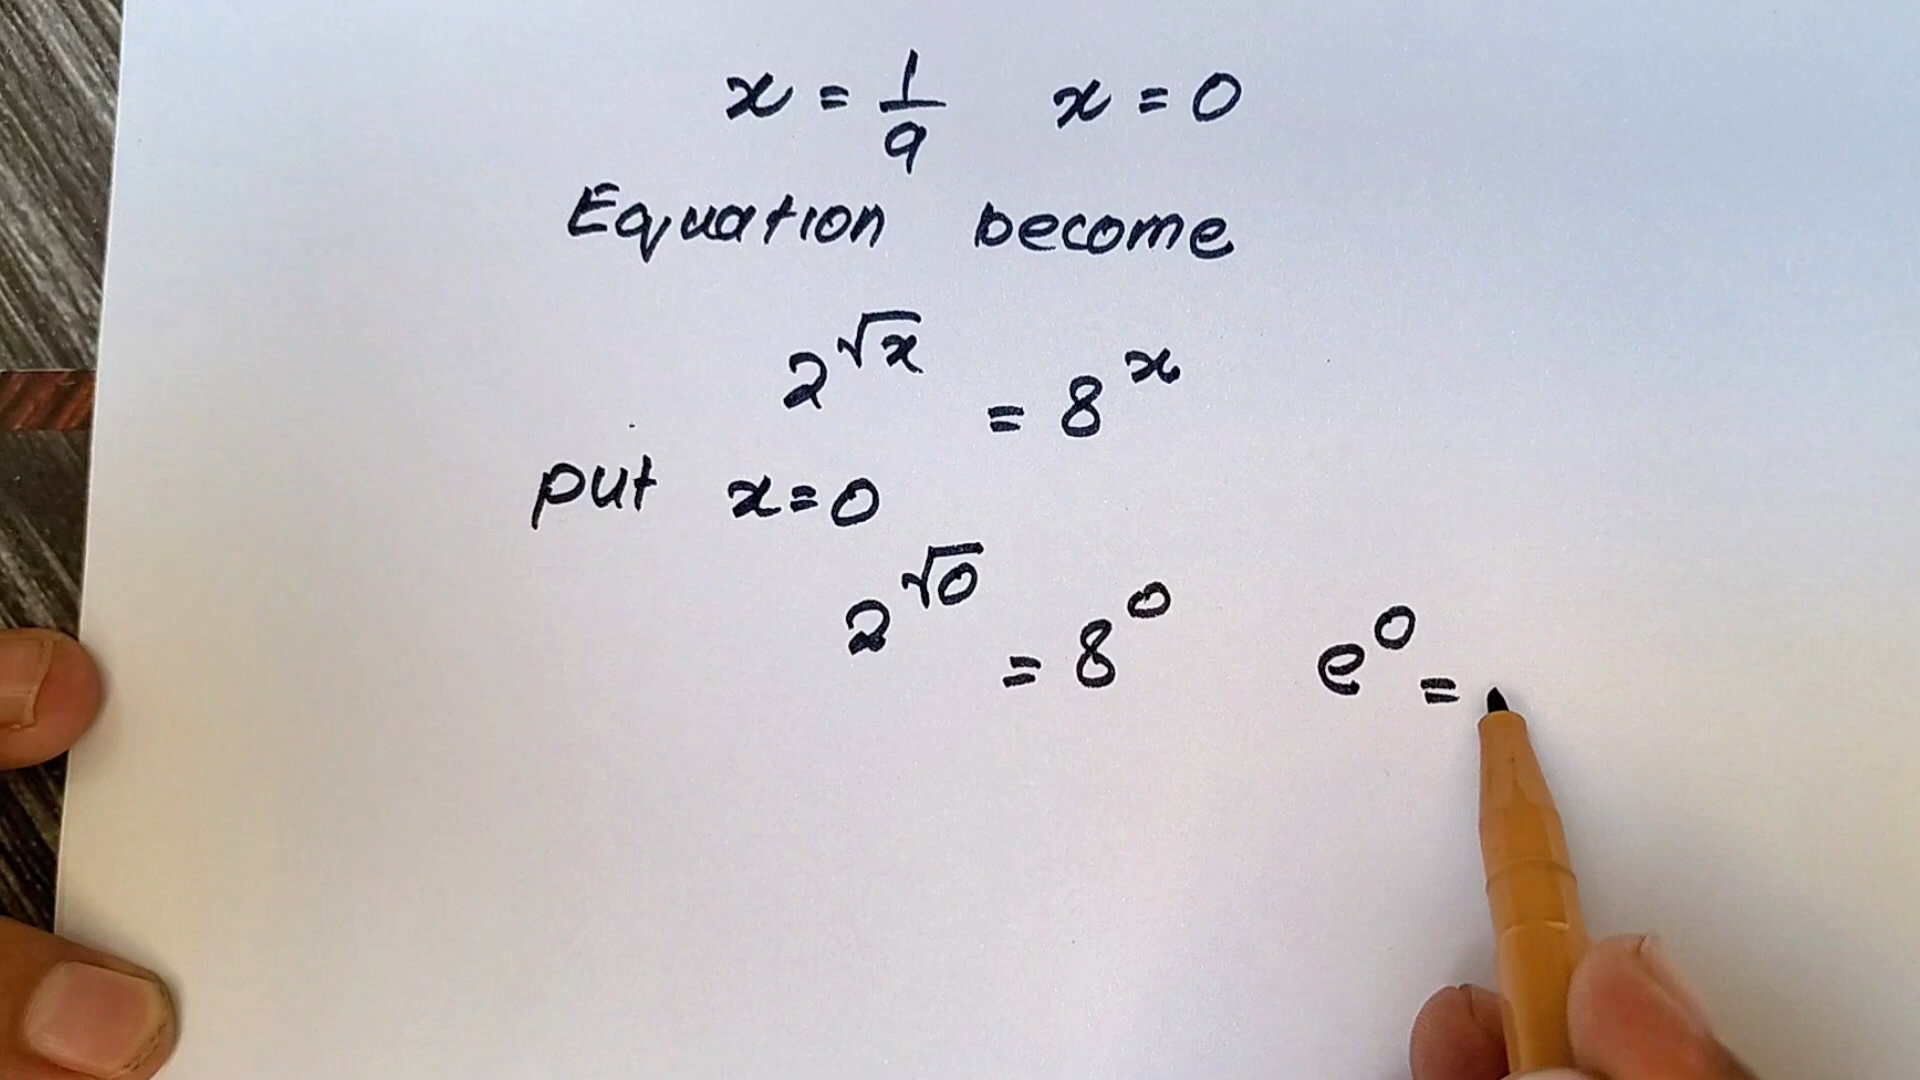 x = 1/9 x = 0
Equation become
2^√x = 8^x
put x=0
2^√0 = 8^0 e^0 =